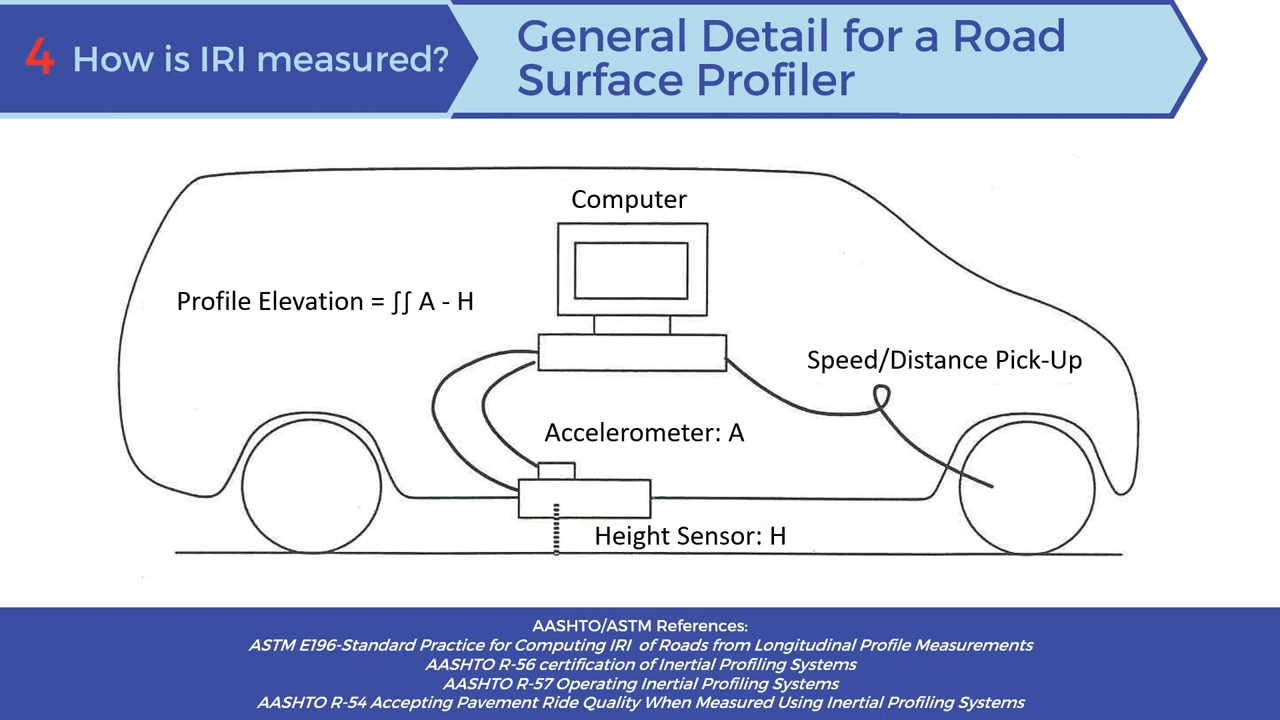 4 How is IRI measured?
General Detail for a Road
Surface Profiler
Computer
Profile Elevation = ∫∫ A - H
Speed/Distance Pick-Up
Accelerometer: A
Height Sensor: H
AASHTO/ASTM References:
ASTM E196-Standard Practice for Computing IRI of Roads from Longitudinal Profile Measurements
AASHTO R-56 certification of Inertial Profiling Systems
AASHTO R-57 Operating Inertial Profiling Systems
AASHTO R-54 Accepting Pavement Ride Quality When Measured Using Inertial Profiling Systems